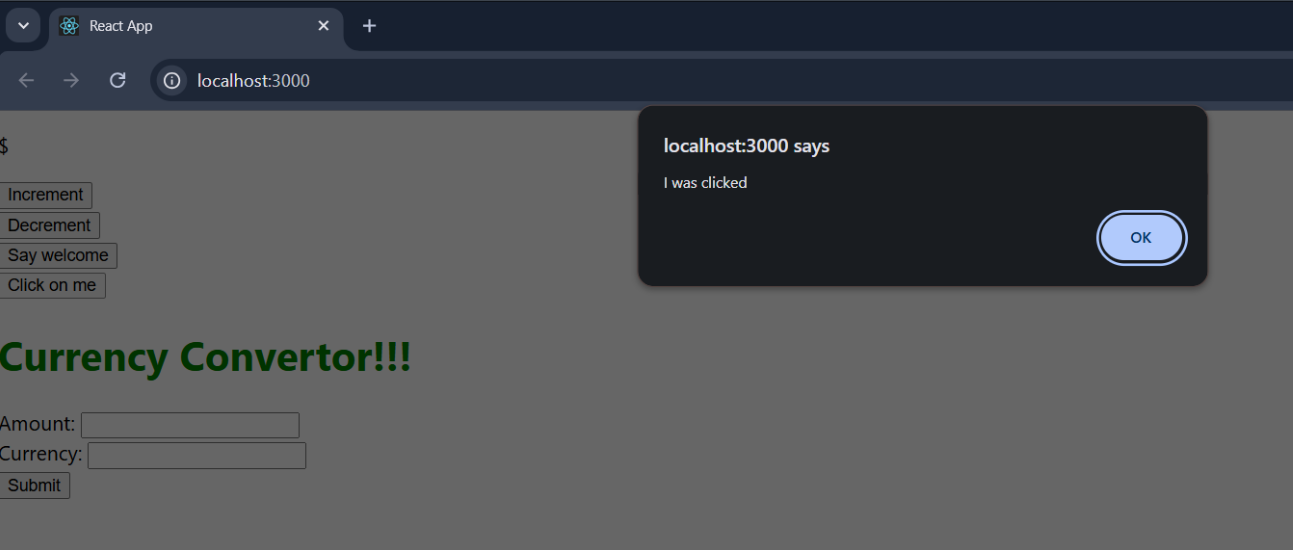 React App
localhost:3000
localhost:3000 says
I was clicked
OK
$
Increment
Decrement
Say welcome
Click on me
Currency Convertor!!!
Amount:
Currency:
Submit